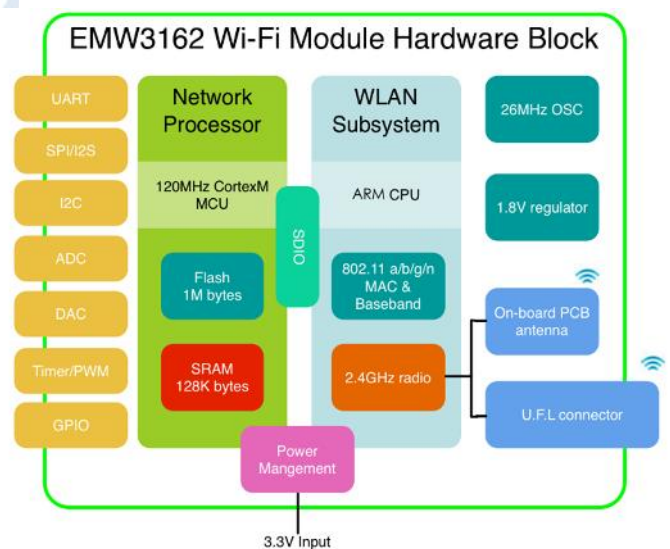 EMW3162 Wi-Fi Module Hardware Block
UART
SPI/I2S
I2C
ADC
DAC
Timer/PWM
GPIO
Network
Processor
120MHz CortexM
MCU
Flash
1M bytes
SRAM
128K bytes
SDIO
WLAN
Subsystem
ARM CPU
802.11 a/b/g/n
MAC &
Baseband
2.4GHz radio
26MHz OSC
1.8V regulator
On-board PCB
antenna
U.F.L connector
Power
Mangement
3.3V Input